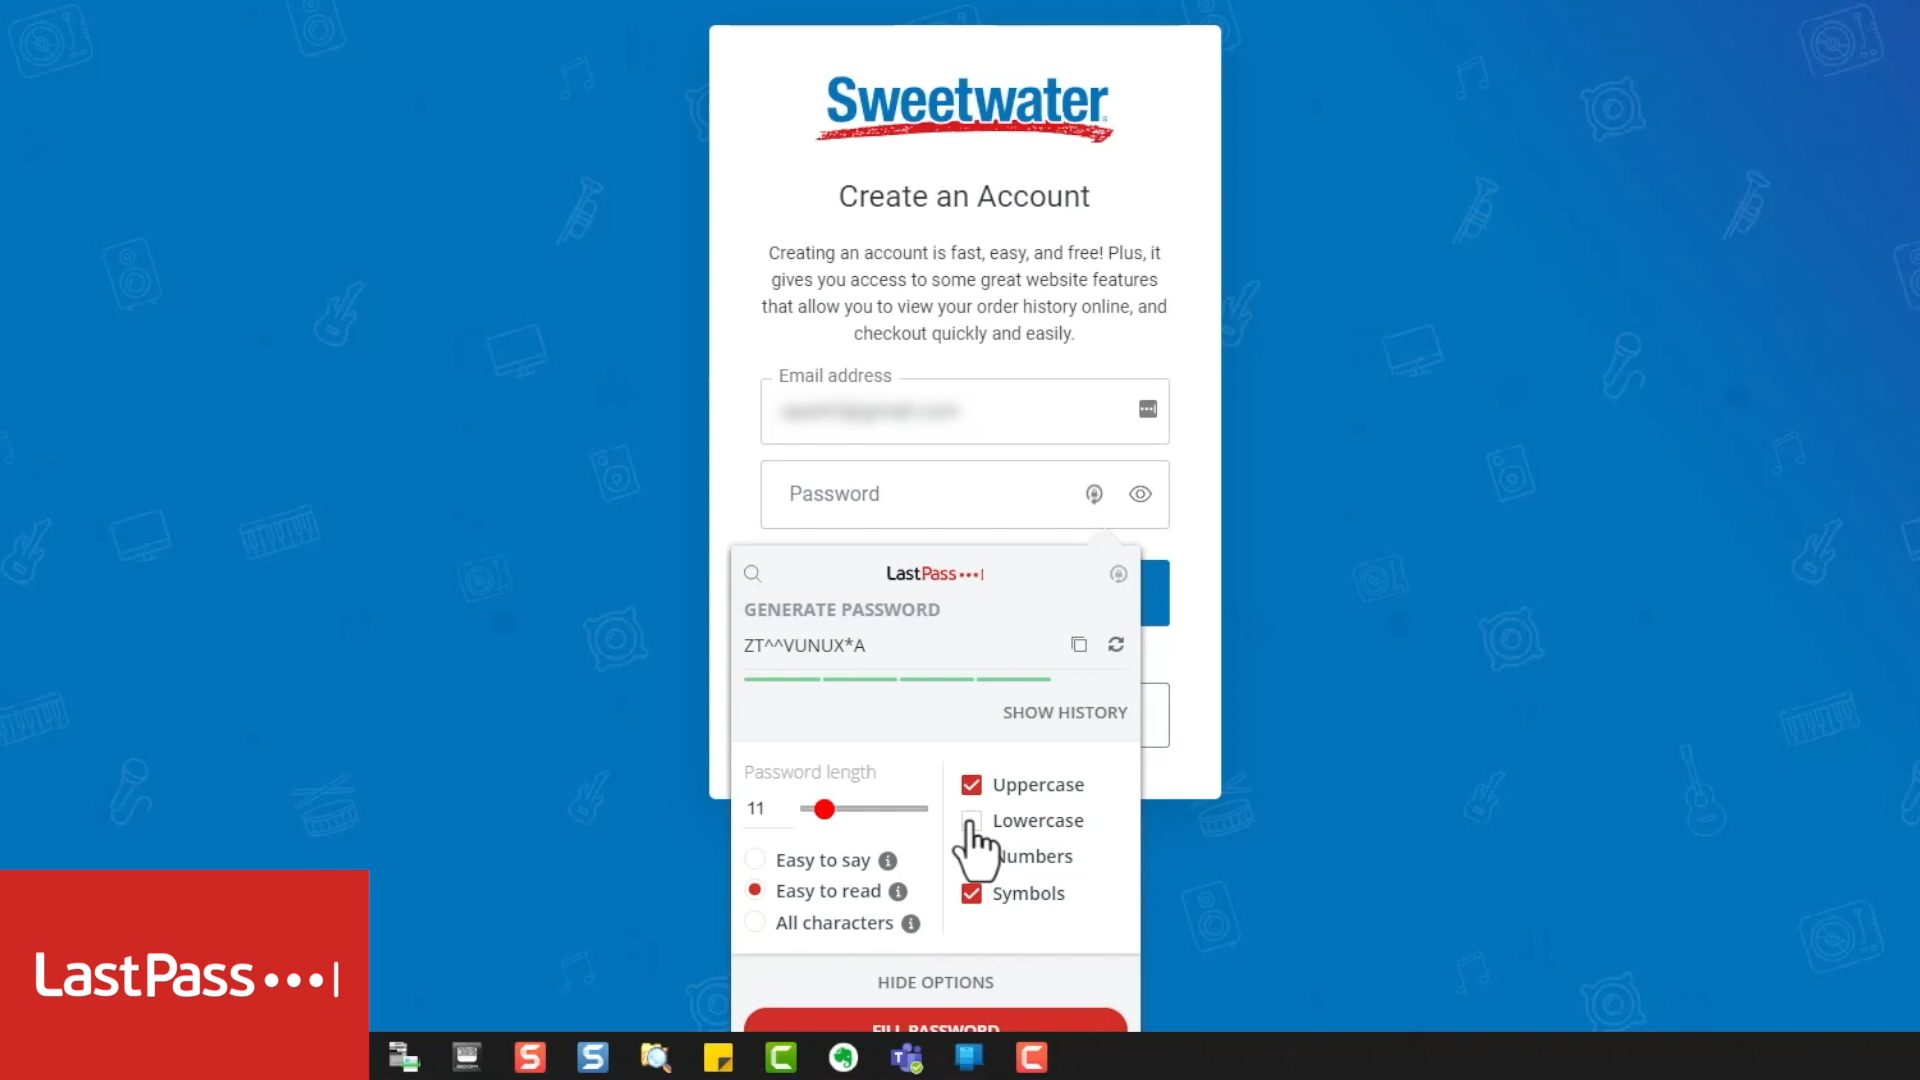 Sweetwater
Create an Account
Creating an account is fast, easy, and free! Plus, it
gives you access to some great website features
that allow you to view your order history online, and
checkout quickly and easily.
Email address
Password
LastPass
GENERATE PASSWORD
ZT^^VUNUX*A
SHOW HISTORY
Password length
11
Easy to say
Easy to read
All characters
Uppercase
Lowercase
Numbers
Symbols
HIDE OPTIONS
FILL PASSWORD
LastPass